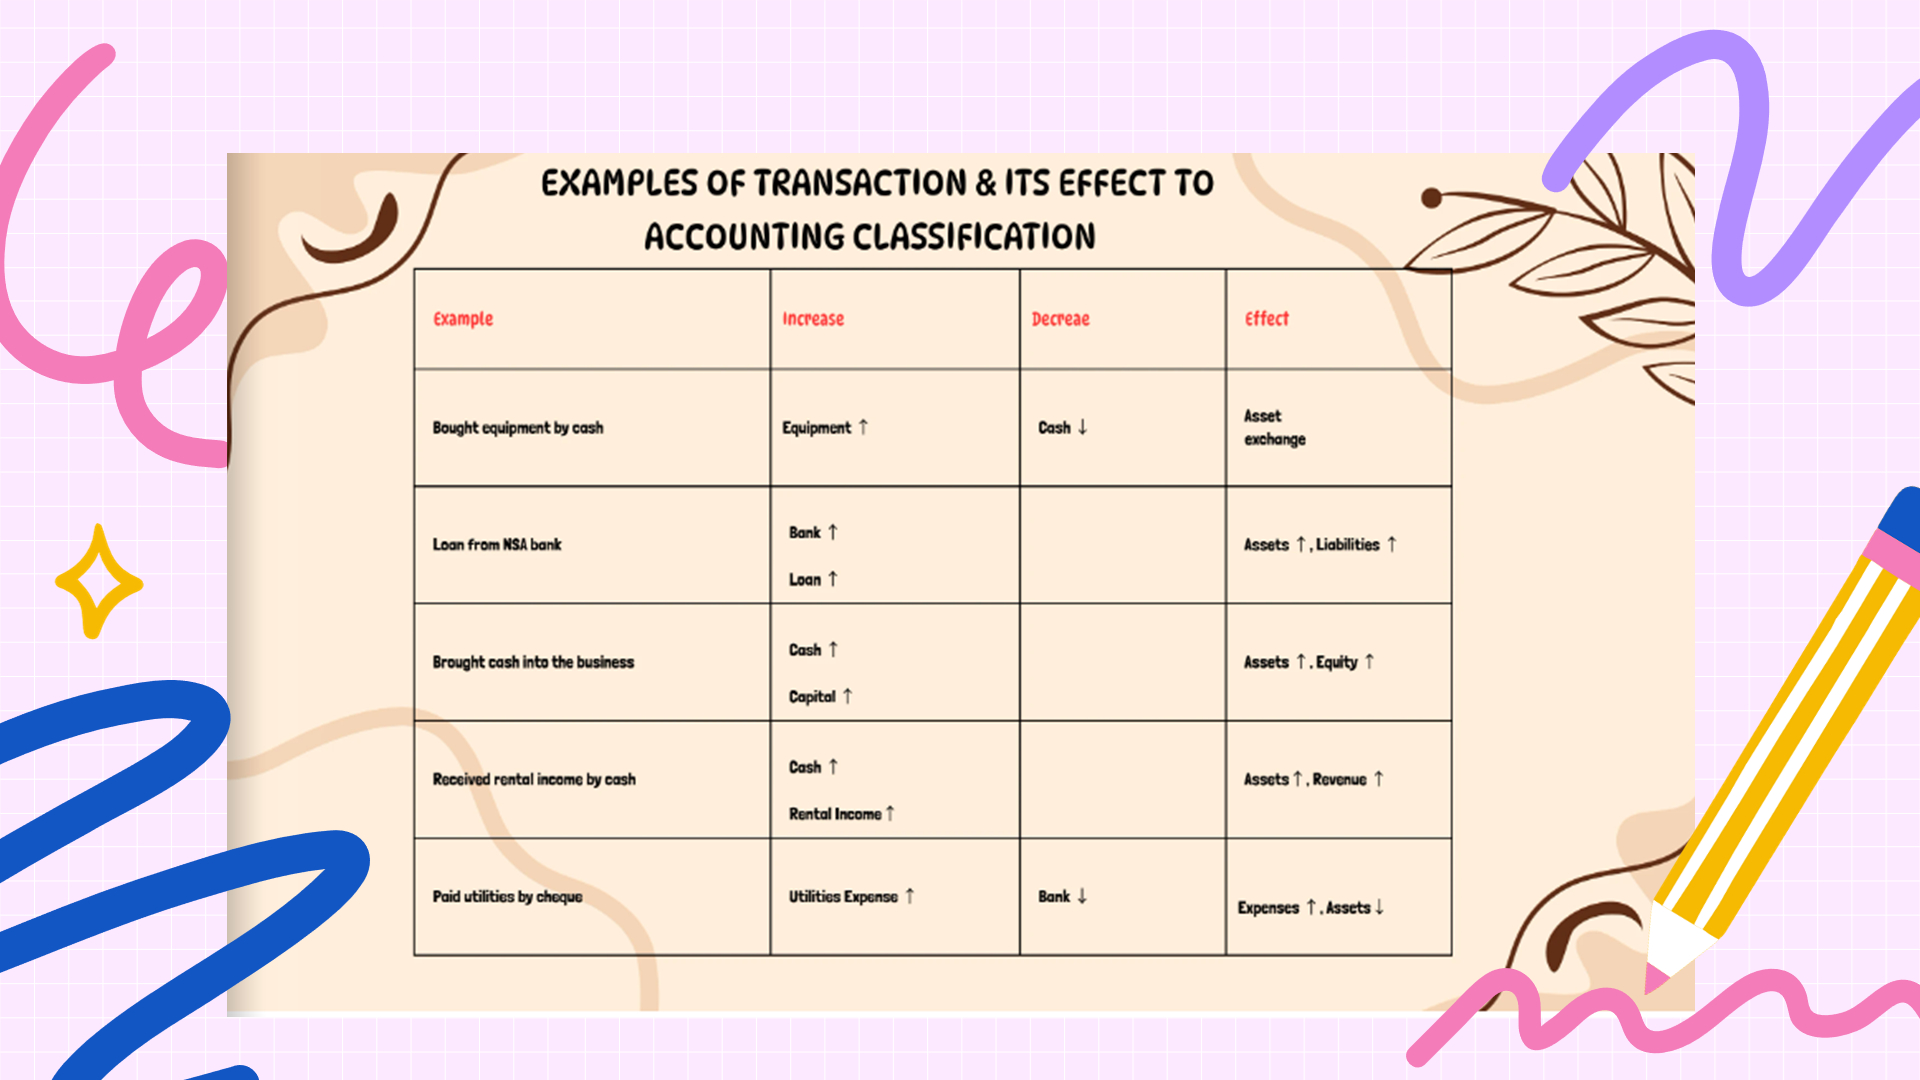 EXAMPLES OF TRANSACTION & ITS EFFECT TO
ACCOUNTING CLASSIFICATION
Example Increase Decreae Effect
Bought equipment by cash Equipment ↑ Cash ↓ Asset
exchange
Loan from NSA bank Bank ↑
Loan ↑ Assets ↑, Liabilities ↑
Brought cash into the business Cash ↑
Capital ↑ Assets ↑, Equity ↑
Received rental income by cash Cash ↑
Rental Income ↑ Assets ↑, Revenue ↑
Paid utilities by cheque Utilities Expense ↑ Bank ↓ Expenses ↑, Assets ↓